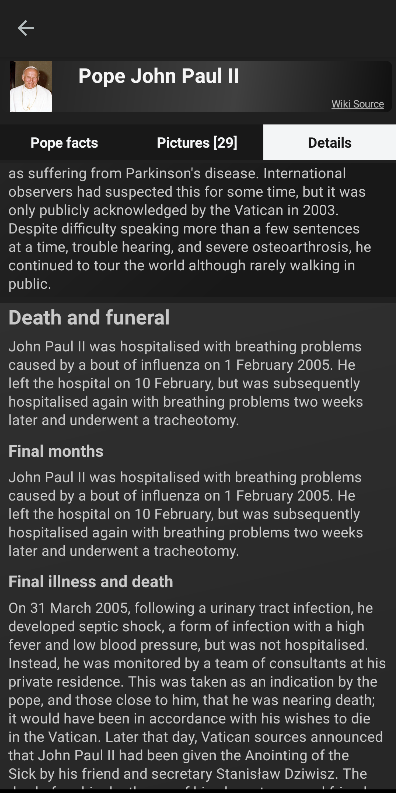 Pope John Paul II
Wiki Source
Pope facts
Pictures [29]
Details
as suffering from Parkinson's disease. International
observers had suspected this for some time, but it was
only publicly acknowledged by the Vatican in 2003.
Despite difficulty speaking more than a few sentences
at a time, trouble hearing, and severe osteoarthrosis, he
continued to tour the world although rarely walking in
public.
Death and funeral
John Paul II was hospitalised with breathing problems
caused by a bout of influenza on 1 February 2005. He
left the hospital on 10 February, but was subsequently
hospitalised again with breathing problems two weeks
later and underwent a tracheotomy.
Final months
John Paul II was hospitalised with breathing problems
caused by a bout of influenza on 1 February 2005. He
left the hospital on 10 February, but was subsequently
hospitalised again with breathing problems two weeks
later and underwent a tracheotomy.
Final illness and death
On 31 March 2005, following a urinary tract infection, he
developed septic shock, a form of infection with a high
fever and low blood pressure, but was not hospitalised.
Instead, he was monitored by a team of consultants at his
private residence. This was taken as an indication by the
pope, and those close to him, that he was nearing death;
it would have been in accordance with his wishes to die
in the Vatican. Later that day, Vatican sources announced
that John Paul II had been given the Anointing of the
Sick by his friend and secretary Stanisław Dziwisz. The